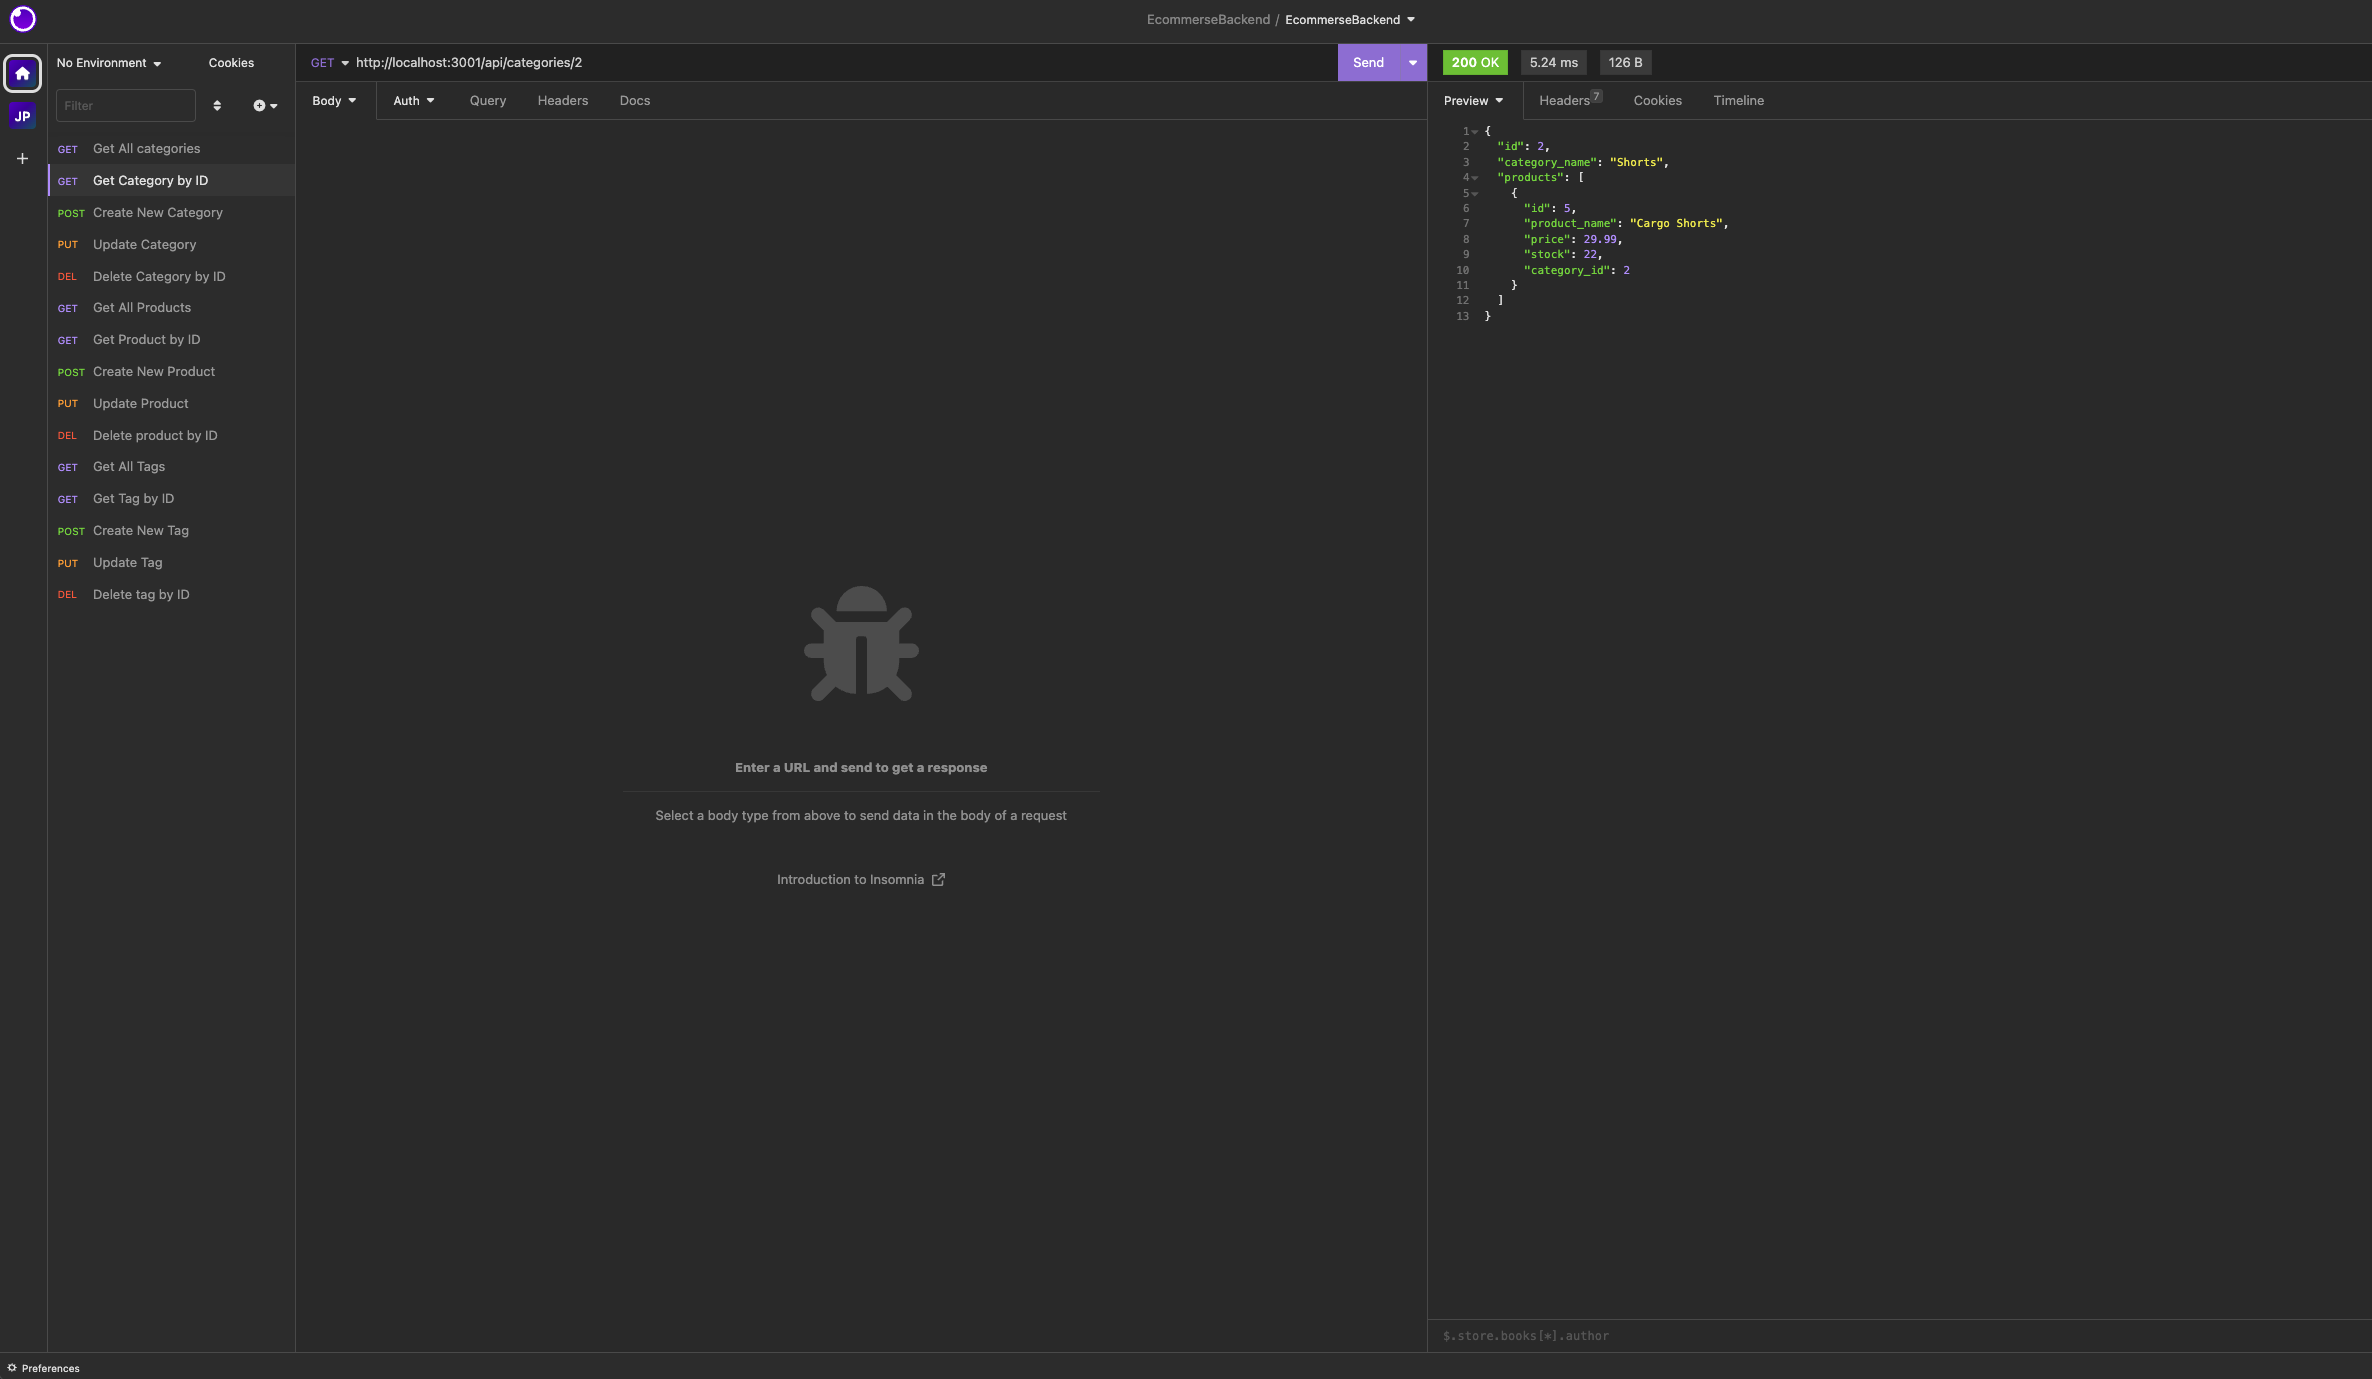 EcommerseBackend / EcommerseBackend
No Environment Cookies
Filter
JP
GET Get All categories
GET Get Category by ID
POST Create New Category
PUT Update Category
DEL Delete Category by ID
GET Get All Products
GET Get Product by ID
POST Create New Product
PUT Update Product
DEL Delete product by ID
GET Get All Tags
GET Get Tag by ID
POST Create New Tag
PUT Update Tag
DEL Delete tag by ID
GET http://localhost:3001/api/categories/2 Send
Body Auth Query Headers Docs
Enter a URL and send to get a response
Select a body type from above to send data in the body of a request
Introduction to Insomnia
200 OK 5.24 ms 126 B
Preview Headers 7 Cookies Timeline
1 {
2 "id": 2,
3 "category_name": "Shorts",
4 "products": [
5 {
6 "id": 5,
7 "product_name": "Cargo Shorts",
8 "price": 29.99,
9 "stock": 22,
10 "category_id": 2
11 }
12 ]
13 }
$.store.books[*].author
Preferences